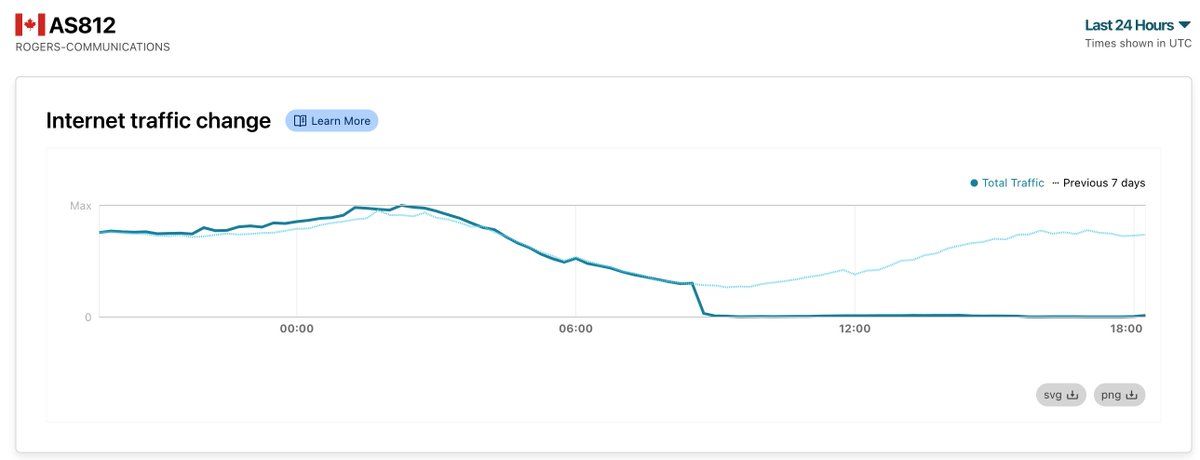 AS812
ROGERS-COMMUNICATIONS
Last 24 Hours
Times shown in UTC
Internet traffic change
Learn More
Total Traffic
Previous 7 days
Max
0
00:00
06:00
12:00
18:00
svg
png